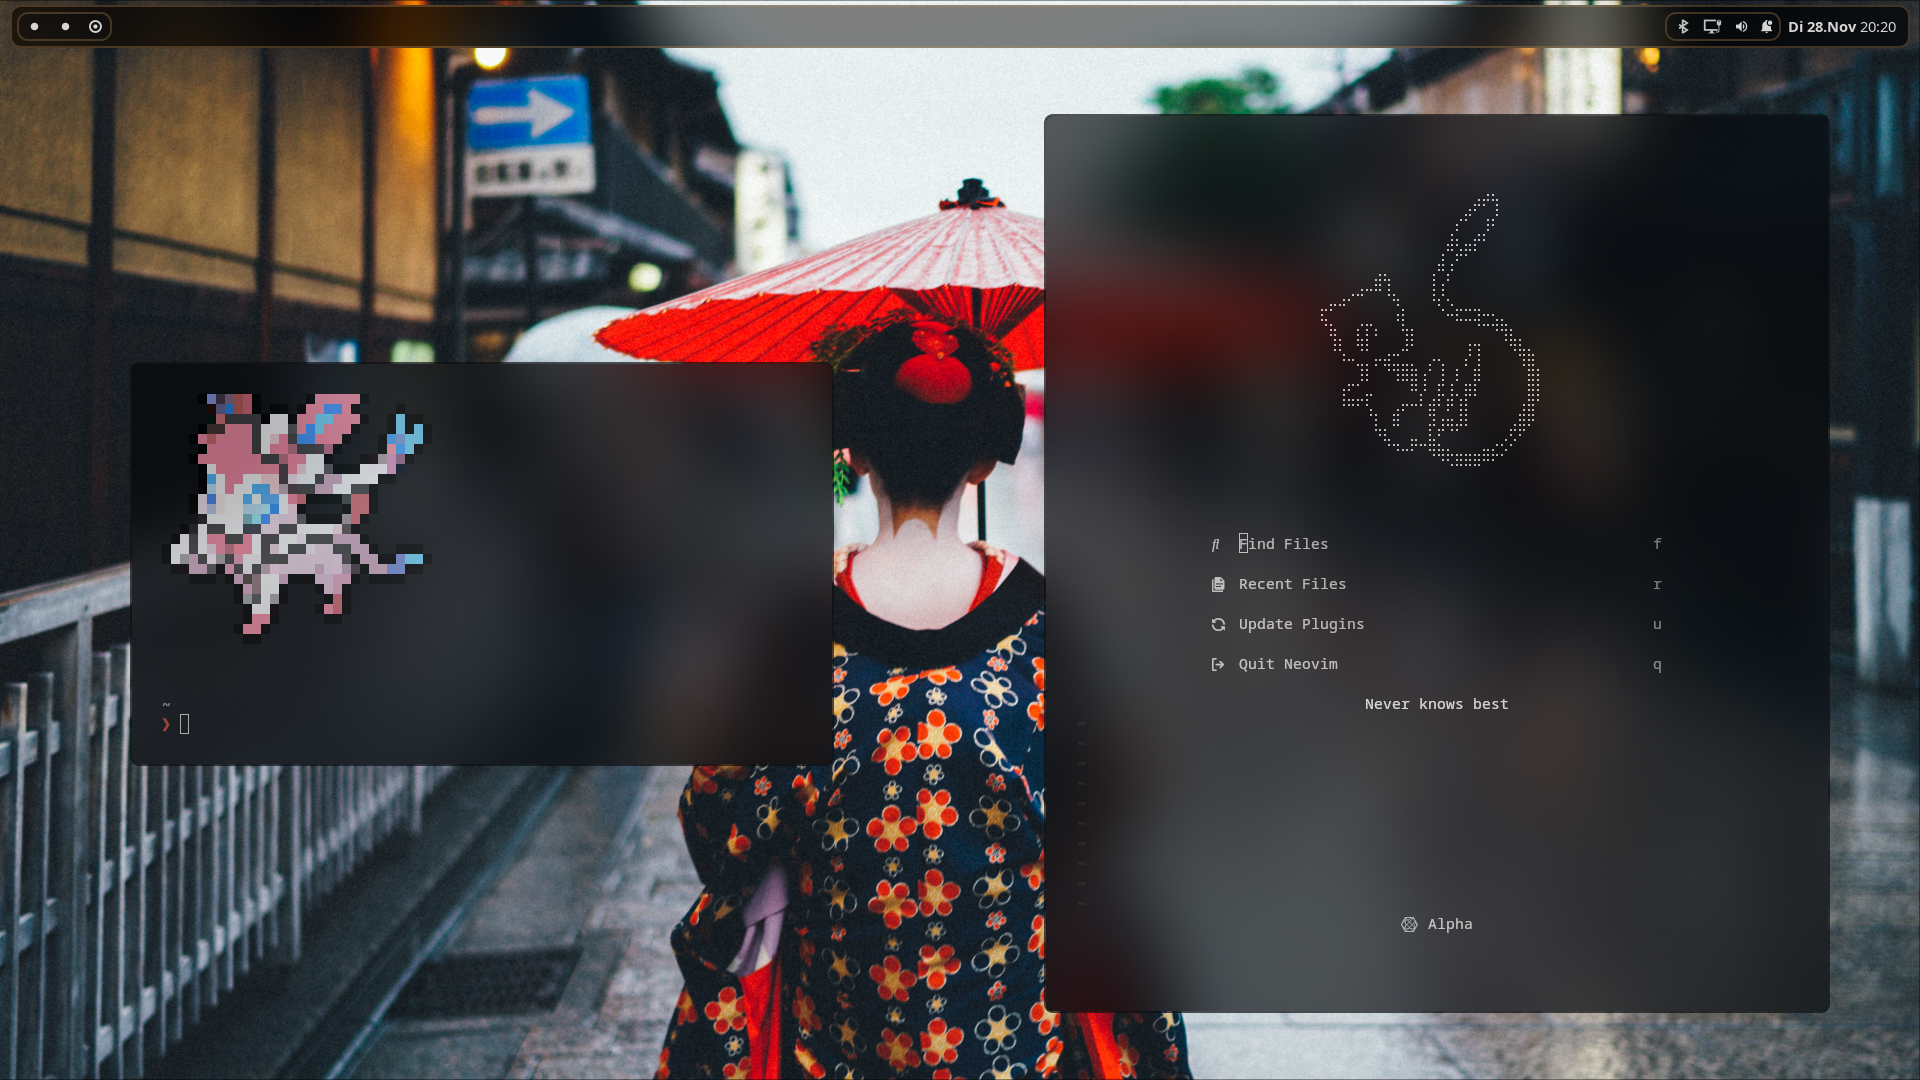 Di 28.Nov 20:20
Find Files f
Recent Files r
Update Plugins u
Quit Neovim q
Never knows best
~
❯
~
~
~
~
~
~
~
~
~
~
Alpha